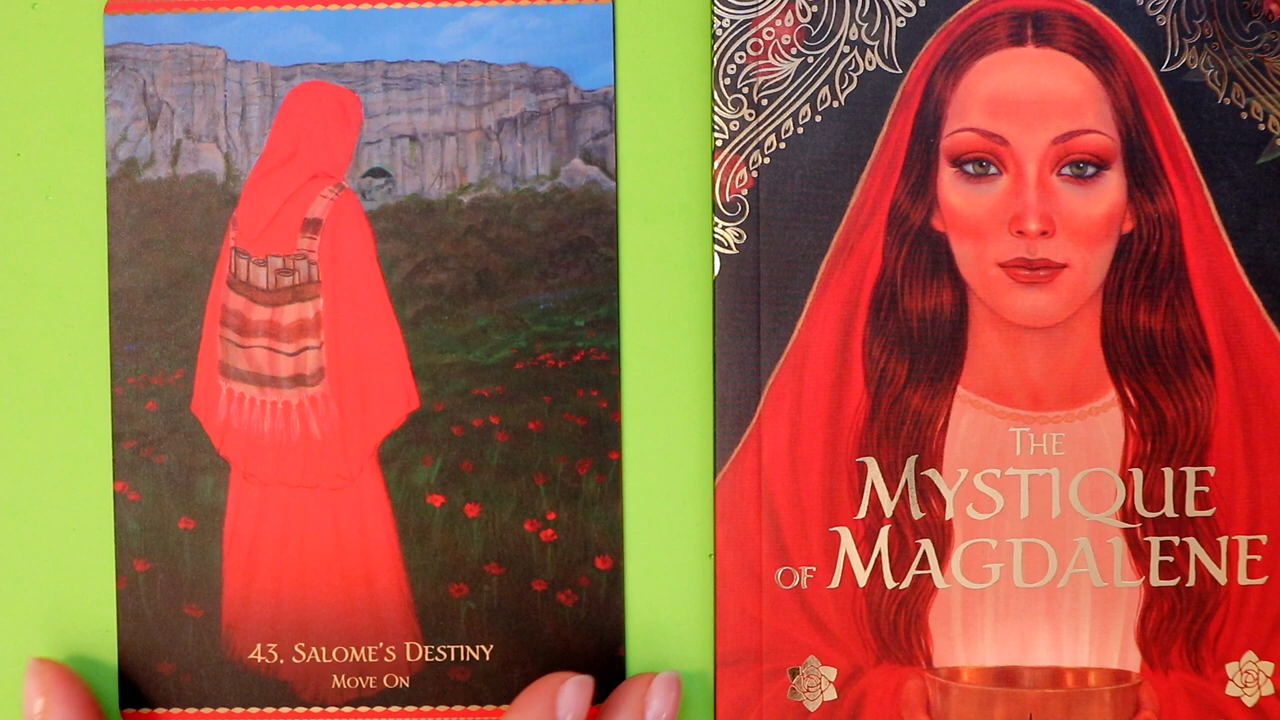 43. Salome's Destiny
Move On
The
Mystique
of Magdalene